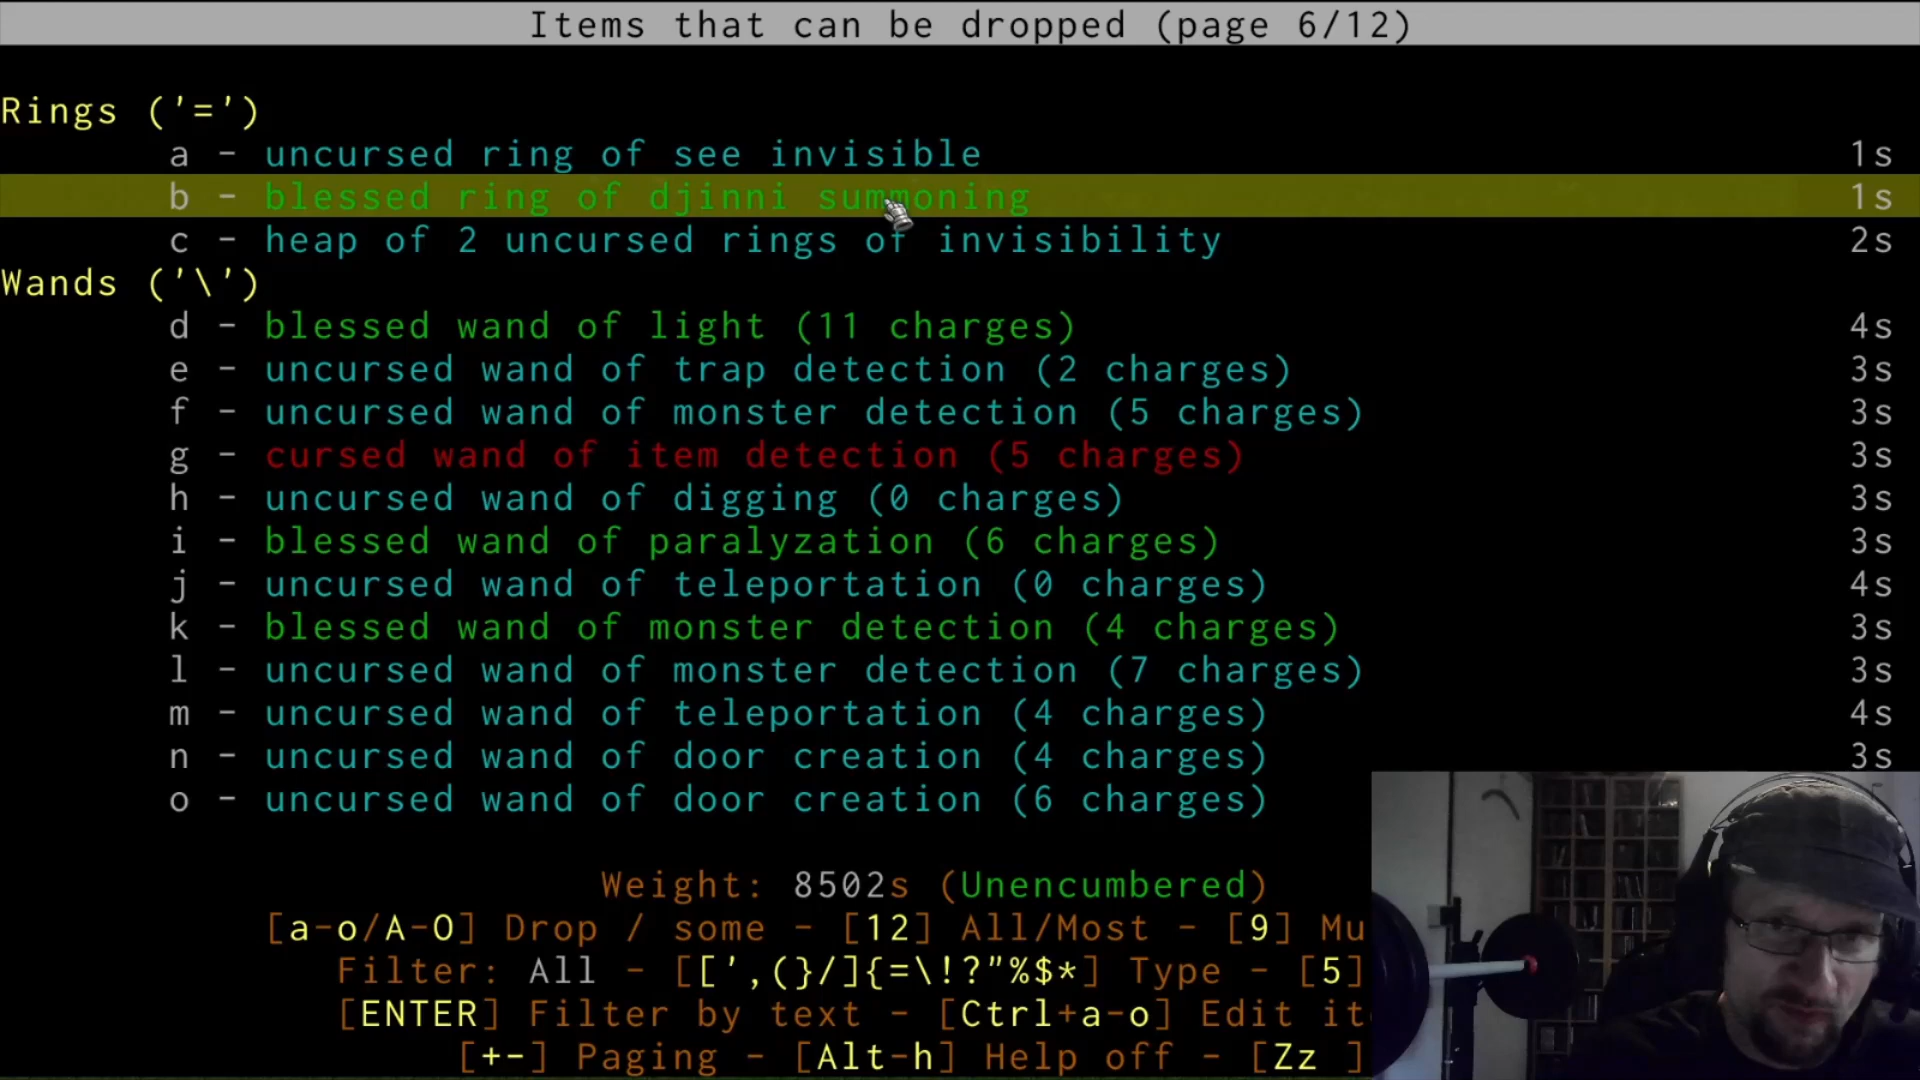 Items that can be dropped (page 6/12)
Rings ('=')
a - uncursed ring of see invisible 1s
b - blessed ring of djinni summoning 1s
c - heap of 2 uncursed rings of invisibility 2s
Wands ('\')
d - blessed wand of light (11 charges) 4s
e - uncursed wand of trap detection (2 charges) 3s
f - uncursed wand of monster detection (5 charges) 3s
g - cursed wand of item detection (5 charges) 3s
h - uncursed wand of digging (0 charges) 3s
i - blessed wand of paralyzation (6 charges) 3s
j - uncursed wand of teleportation (0 charges) 4s
k - blessed wand of monster detection (4 charges) 3s
l - uncursed wand of monster detection (7 charges) 3s
m - uncursed wand of teleportation (4 charges) 4s
n - uncursed wand of door creation (4 charges) 3s
o - uncursed wand of door creation (6 charges)
Weight: 8502s (Unencumbered)
[a-o/A-O] Drop / some - [12] All/Most - [9] Mu
Filter: All - [[',(}/]{=\!?"%$*] Type - [5]
[ENTER] Filter by text - [Ctrl+a-o] Edit it
[+-] Paging - [Alt-h] Help off - [Zz ]